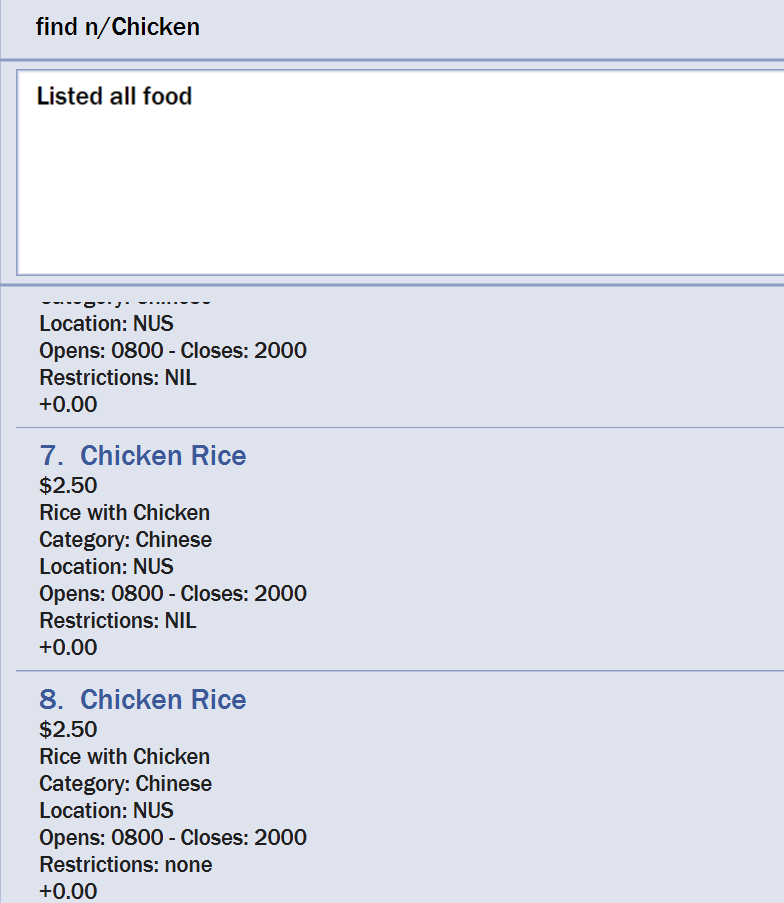 find n/Chicken
Listed all food
Location: NUS
Opens: 0800 - Closes: 2000
Restrictions: NIL
+0.00
7. Chicken Rice
$2.50
Rice with Chicken
Category: Chinese
Location: NUS
Opens: 0800 - Closes: 2000
Restrictions: NIL
+0.00
8. Chicken Rice
$2.50
Rice with Chicken
Category: Chinese
Location: NUS
Opens: 0800 - Closes: 2000
Restrictions: none
+0.00